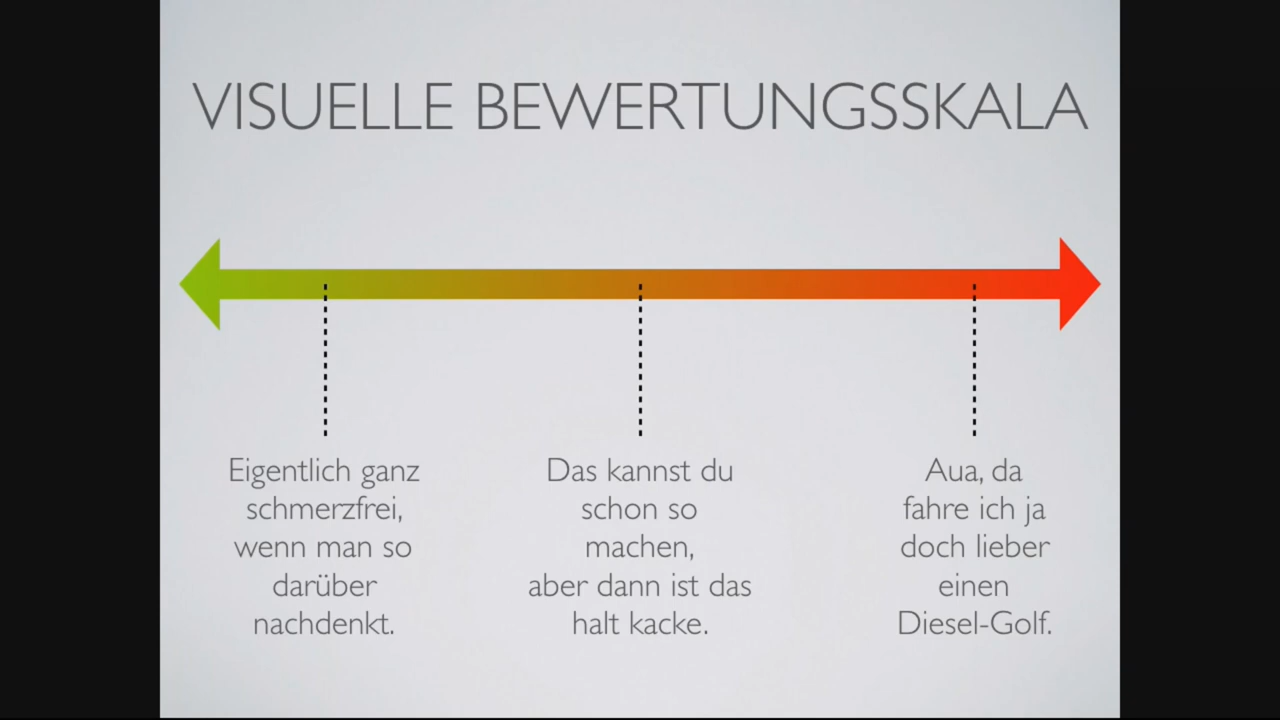 VISUELLE BEWERTUNGSSKALA
Eigentlich ganz
schmerzfrei,
wenn man so
darüber
nachdenkt.
Das kannst du
schon so
machen,
aber dann ist das
halt kacke.
Aua, da
fahre ich ja
doch lieber
einen
Diesel-Golf.